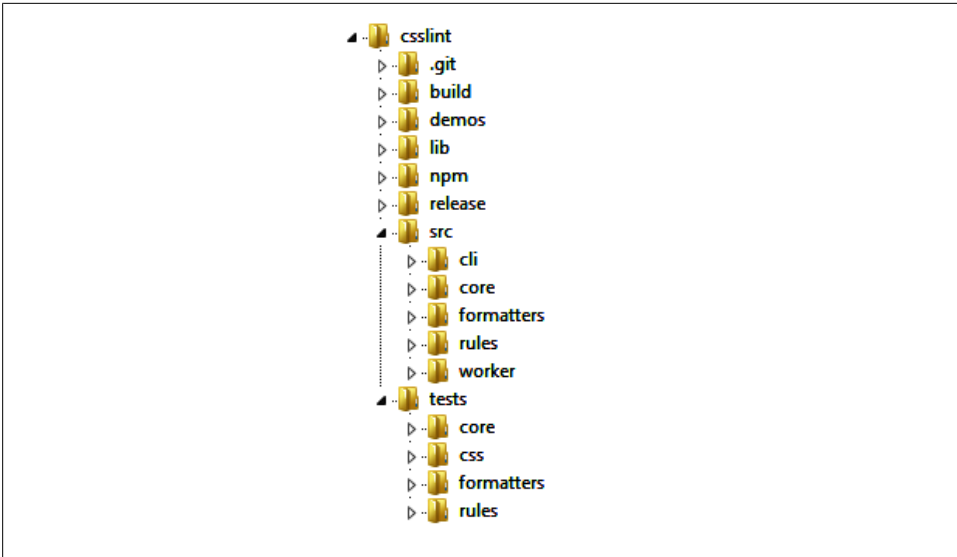 csslint
.git
build
demos
lib
npm
release
src
cli
core
formatters
rules
worker
tests
core
css
formatters
rules